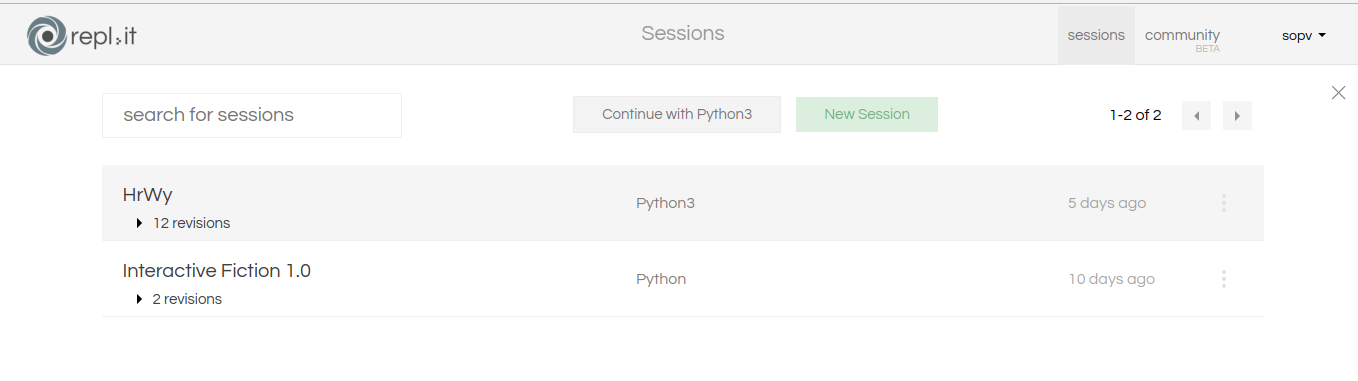 repl.it
Sessions
sessions
community
BETA
sopv
search for sessions
Continue with Python3
New Session
1-2 of 2
HrWy
12 revisions
Python3
5 days ago
Interactive Fiction 1.0
2 revisions
Python
10 days ago